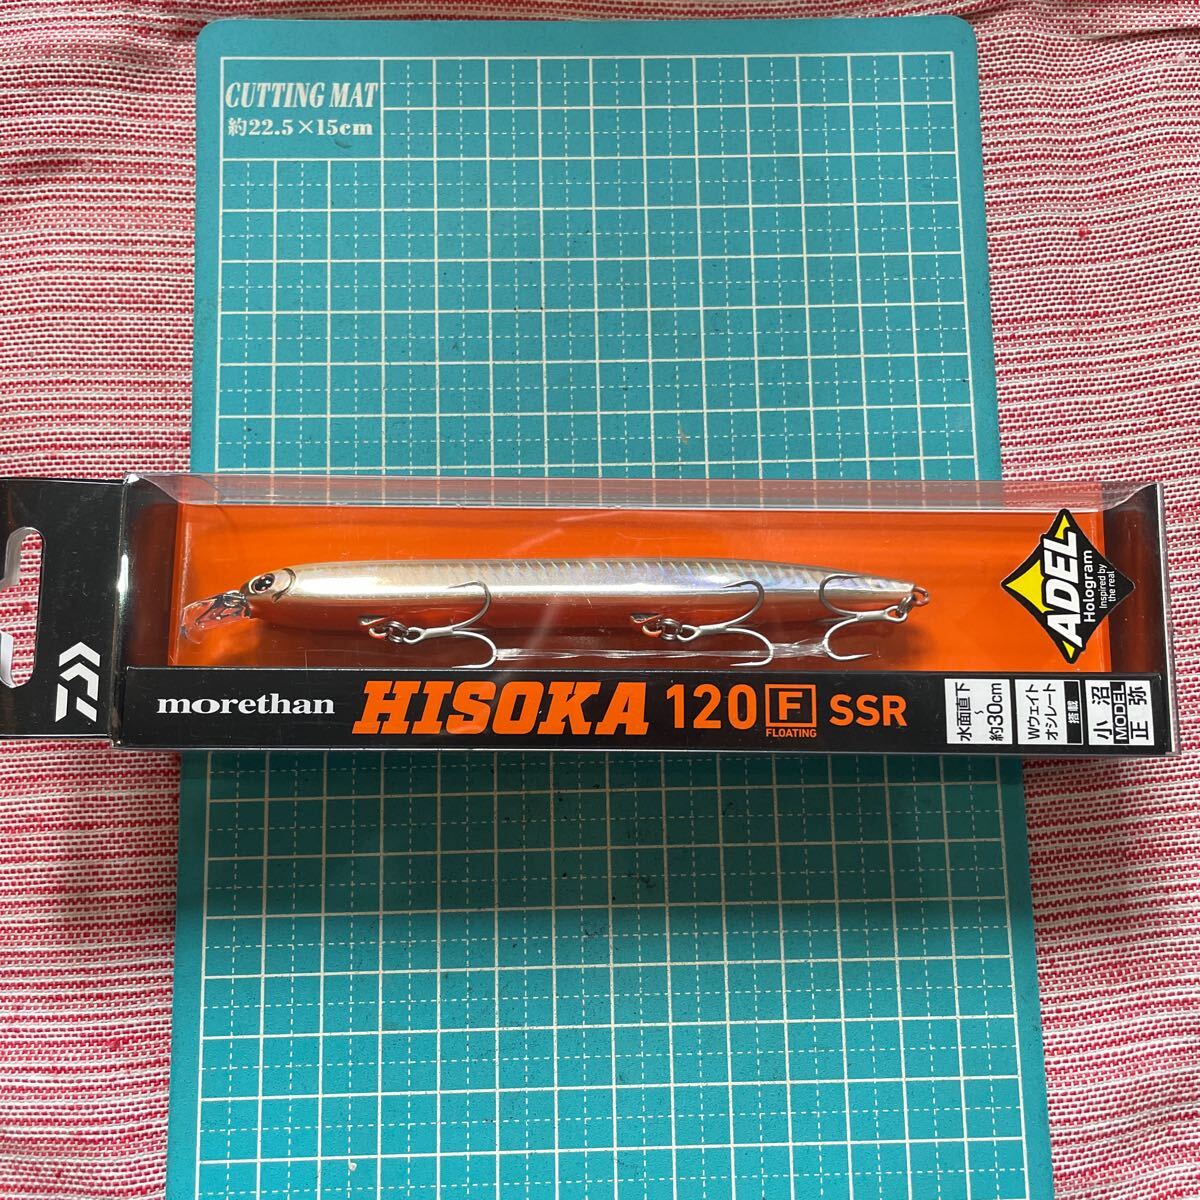 CUTTING MAT
約22.5×15cm
ADEL
Hologram
Inspired by
the real
morethan HISOKA 120 F SSR
FLOATING
水面直下
~
約30cm
Wウェイト
オシレート
搭載
小沼
MODEL
正弥